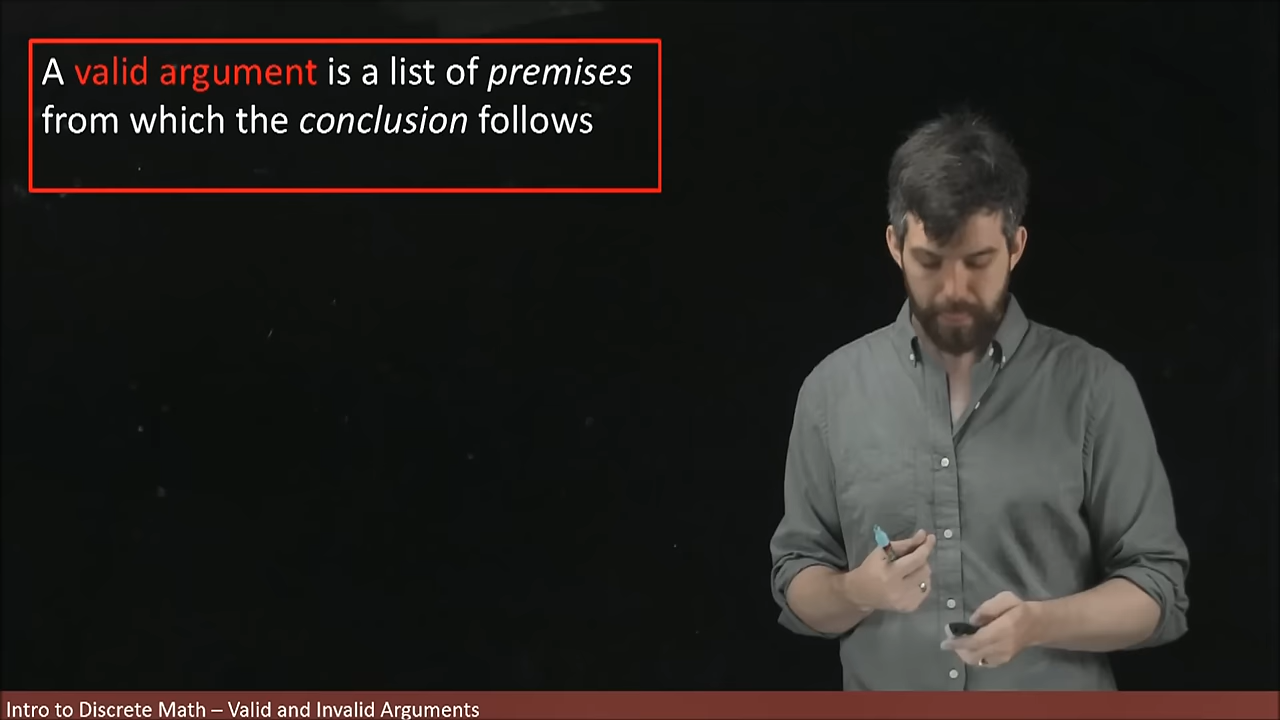 A valid argument is a list of premises
from which the conclusion follows
Intro to Discrete Math – Valid and Invalid Arguments